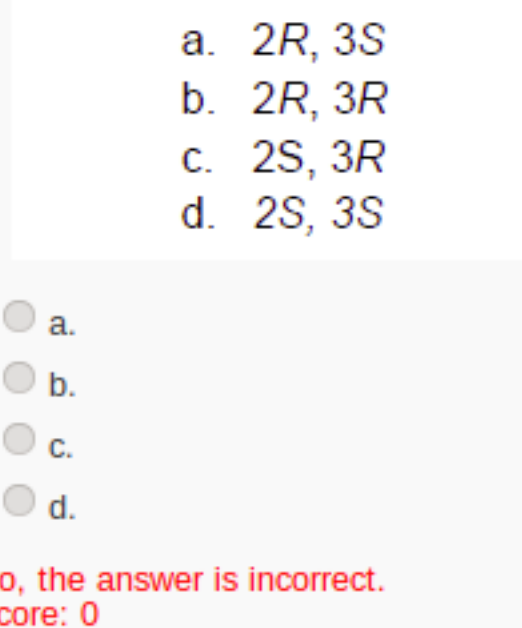 a. 2R, 3S
b. 2R, 3R
c. 2S, 3R
d. 2S, 3S
a.
b.
c.
d.
o, the answer is incorrect.
core: 0